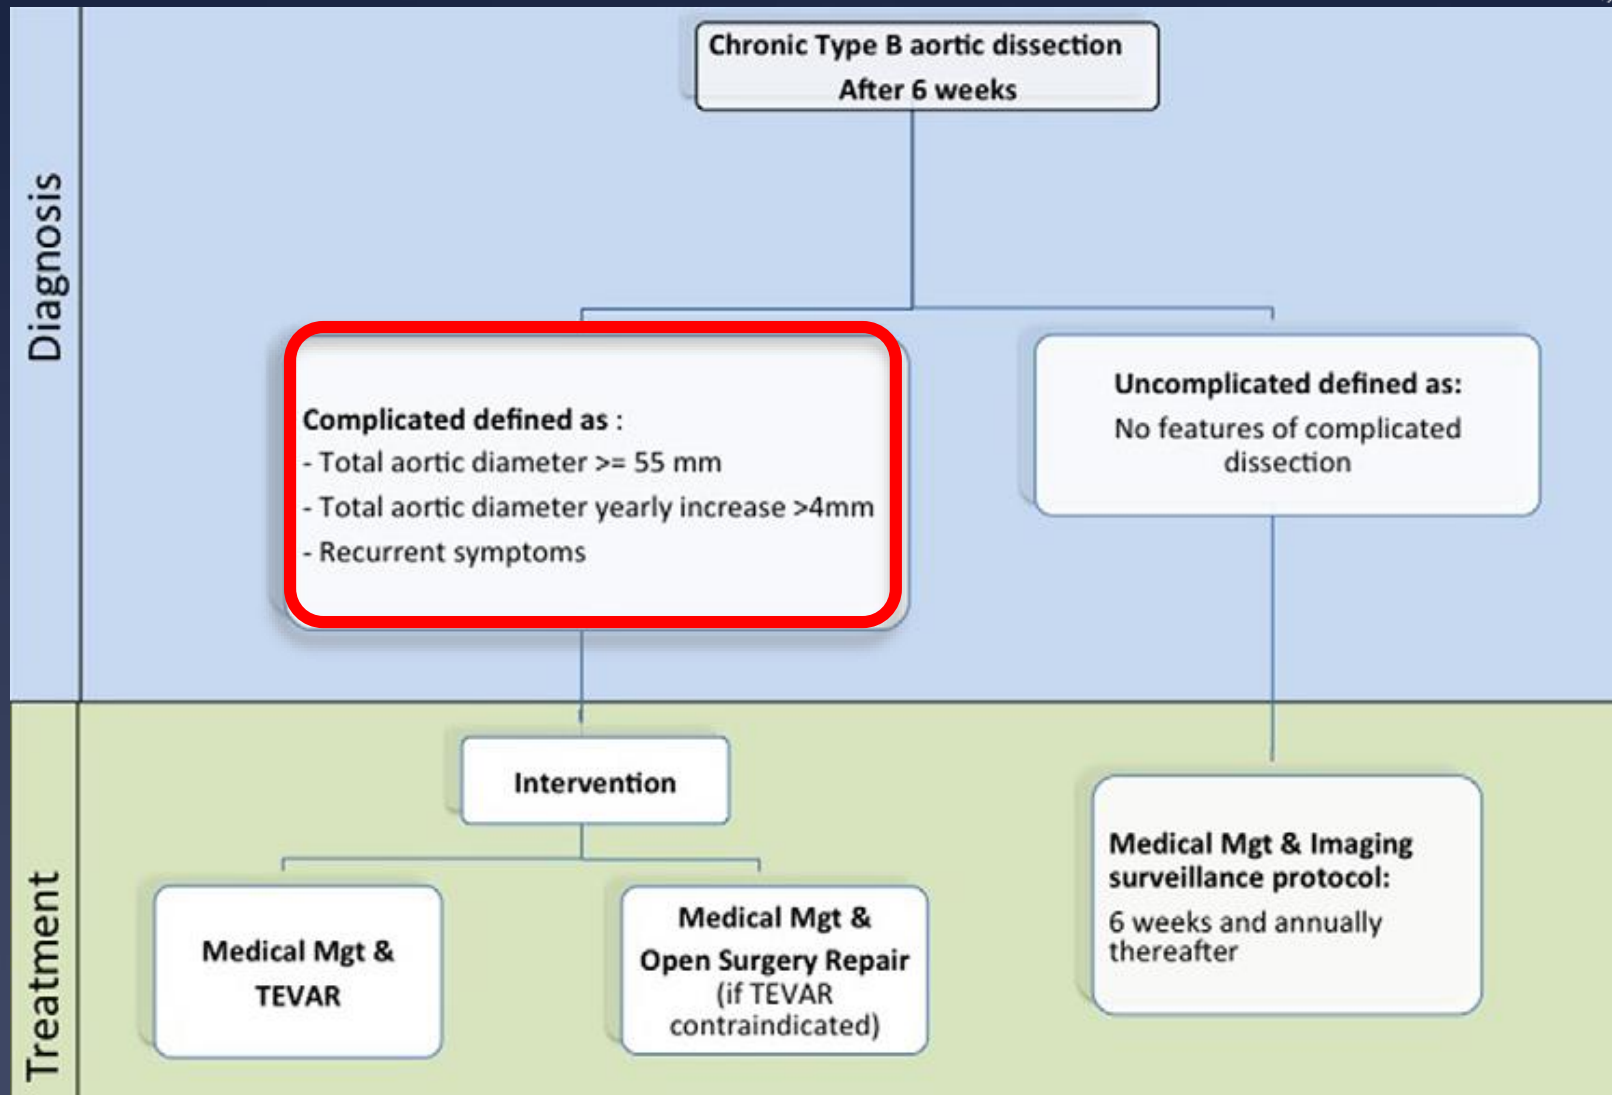 Chronic Type B aortic dissection
After 6 weeks
Diagnosis
Complicated defined as :
- Total aortic diameter >= 55 mm
- Total aortic diameter yearly increase >4mm
- Recurrent symptoms
Uncomplicated defined as:
No features of complicated
dissection
Treatment
Intervention
Medical Mgt &
TEVAR
Medical Mgt &
Open Surgery Repair
(if TEVAR
contraindicated)
Medical Mgt & Imaging
surveillance protocol:
6 weeks and annually
thereafter